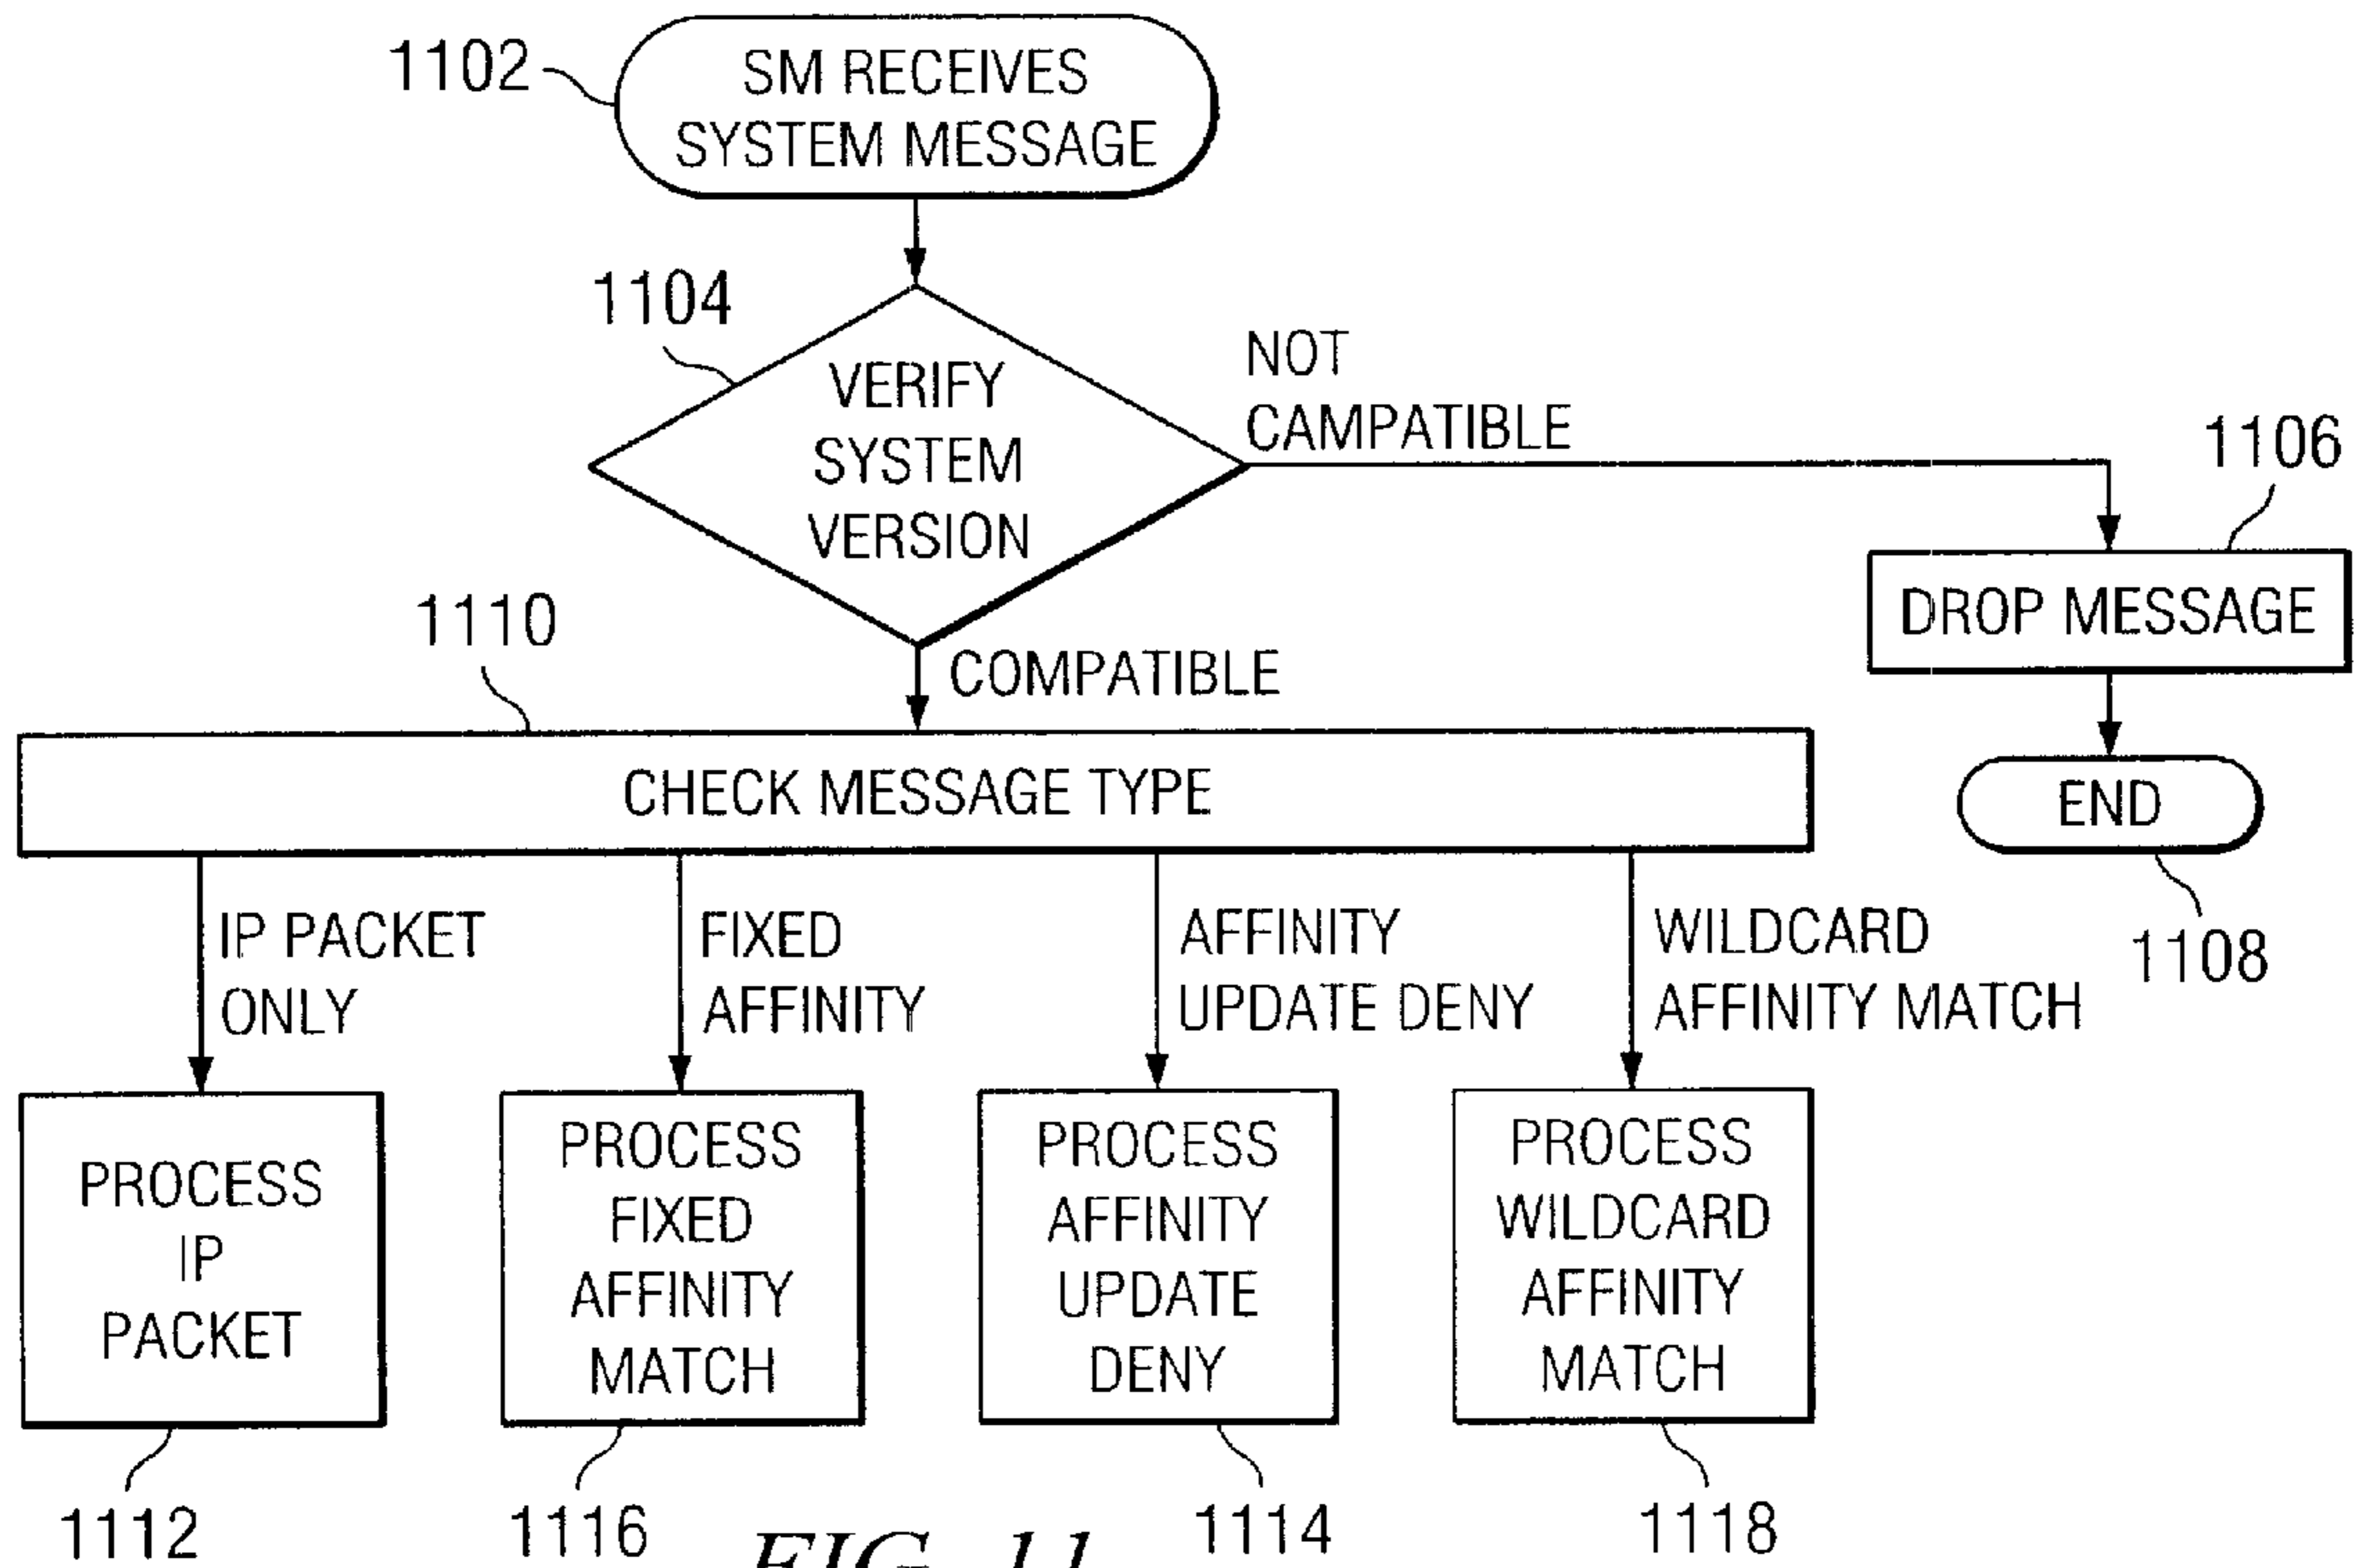 1102
SM RECEIVES
SYSTEM MESSAGE
1104
VERIFY
SYSTEM
VERSION
NOT
CAMPATIBLE
1106
DROP MESSAGE
1110
COMPATIBLE
CHECK MESSAGE TYPE
END
1108
IP PACKET
ONLY
FIXED
AFFINITY
AFFINITY
UPDATE DENY
WILDCARD
AFFINITY MATCH
PROCESS
IP
PACKET
PROCESS
FIXED
AFFINITY
MATCH
PROCESS
AFFINITY
UPDATE
DENY
PROCESS
WILDCARD
AFFINITY
MATCH
1112
1116
1114
1118
FIG. 11